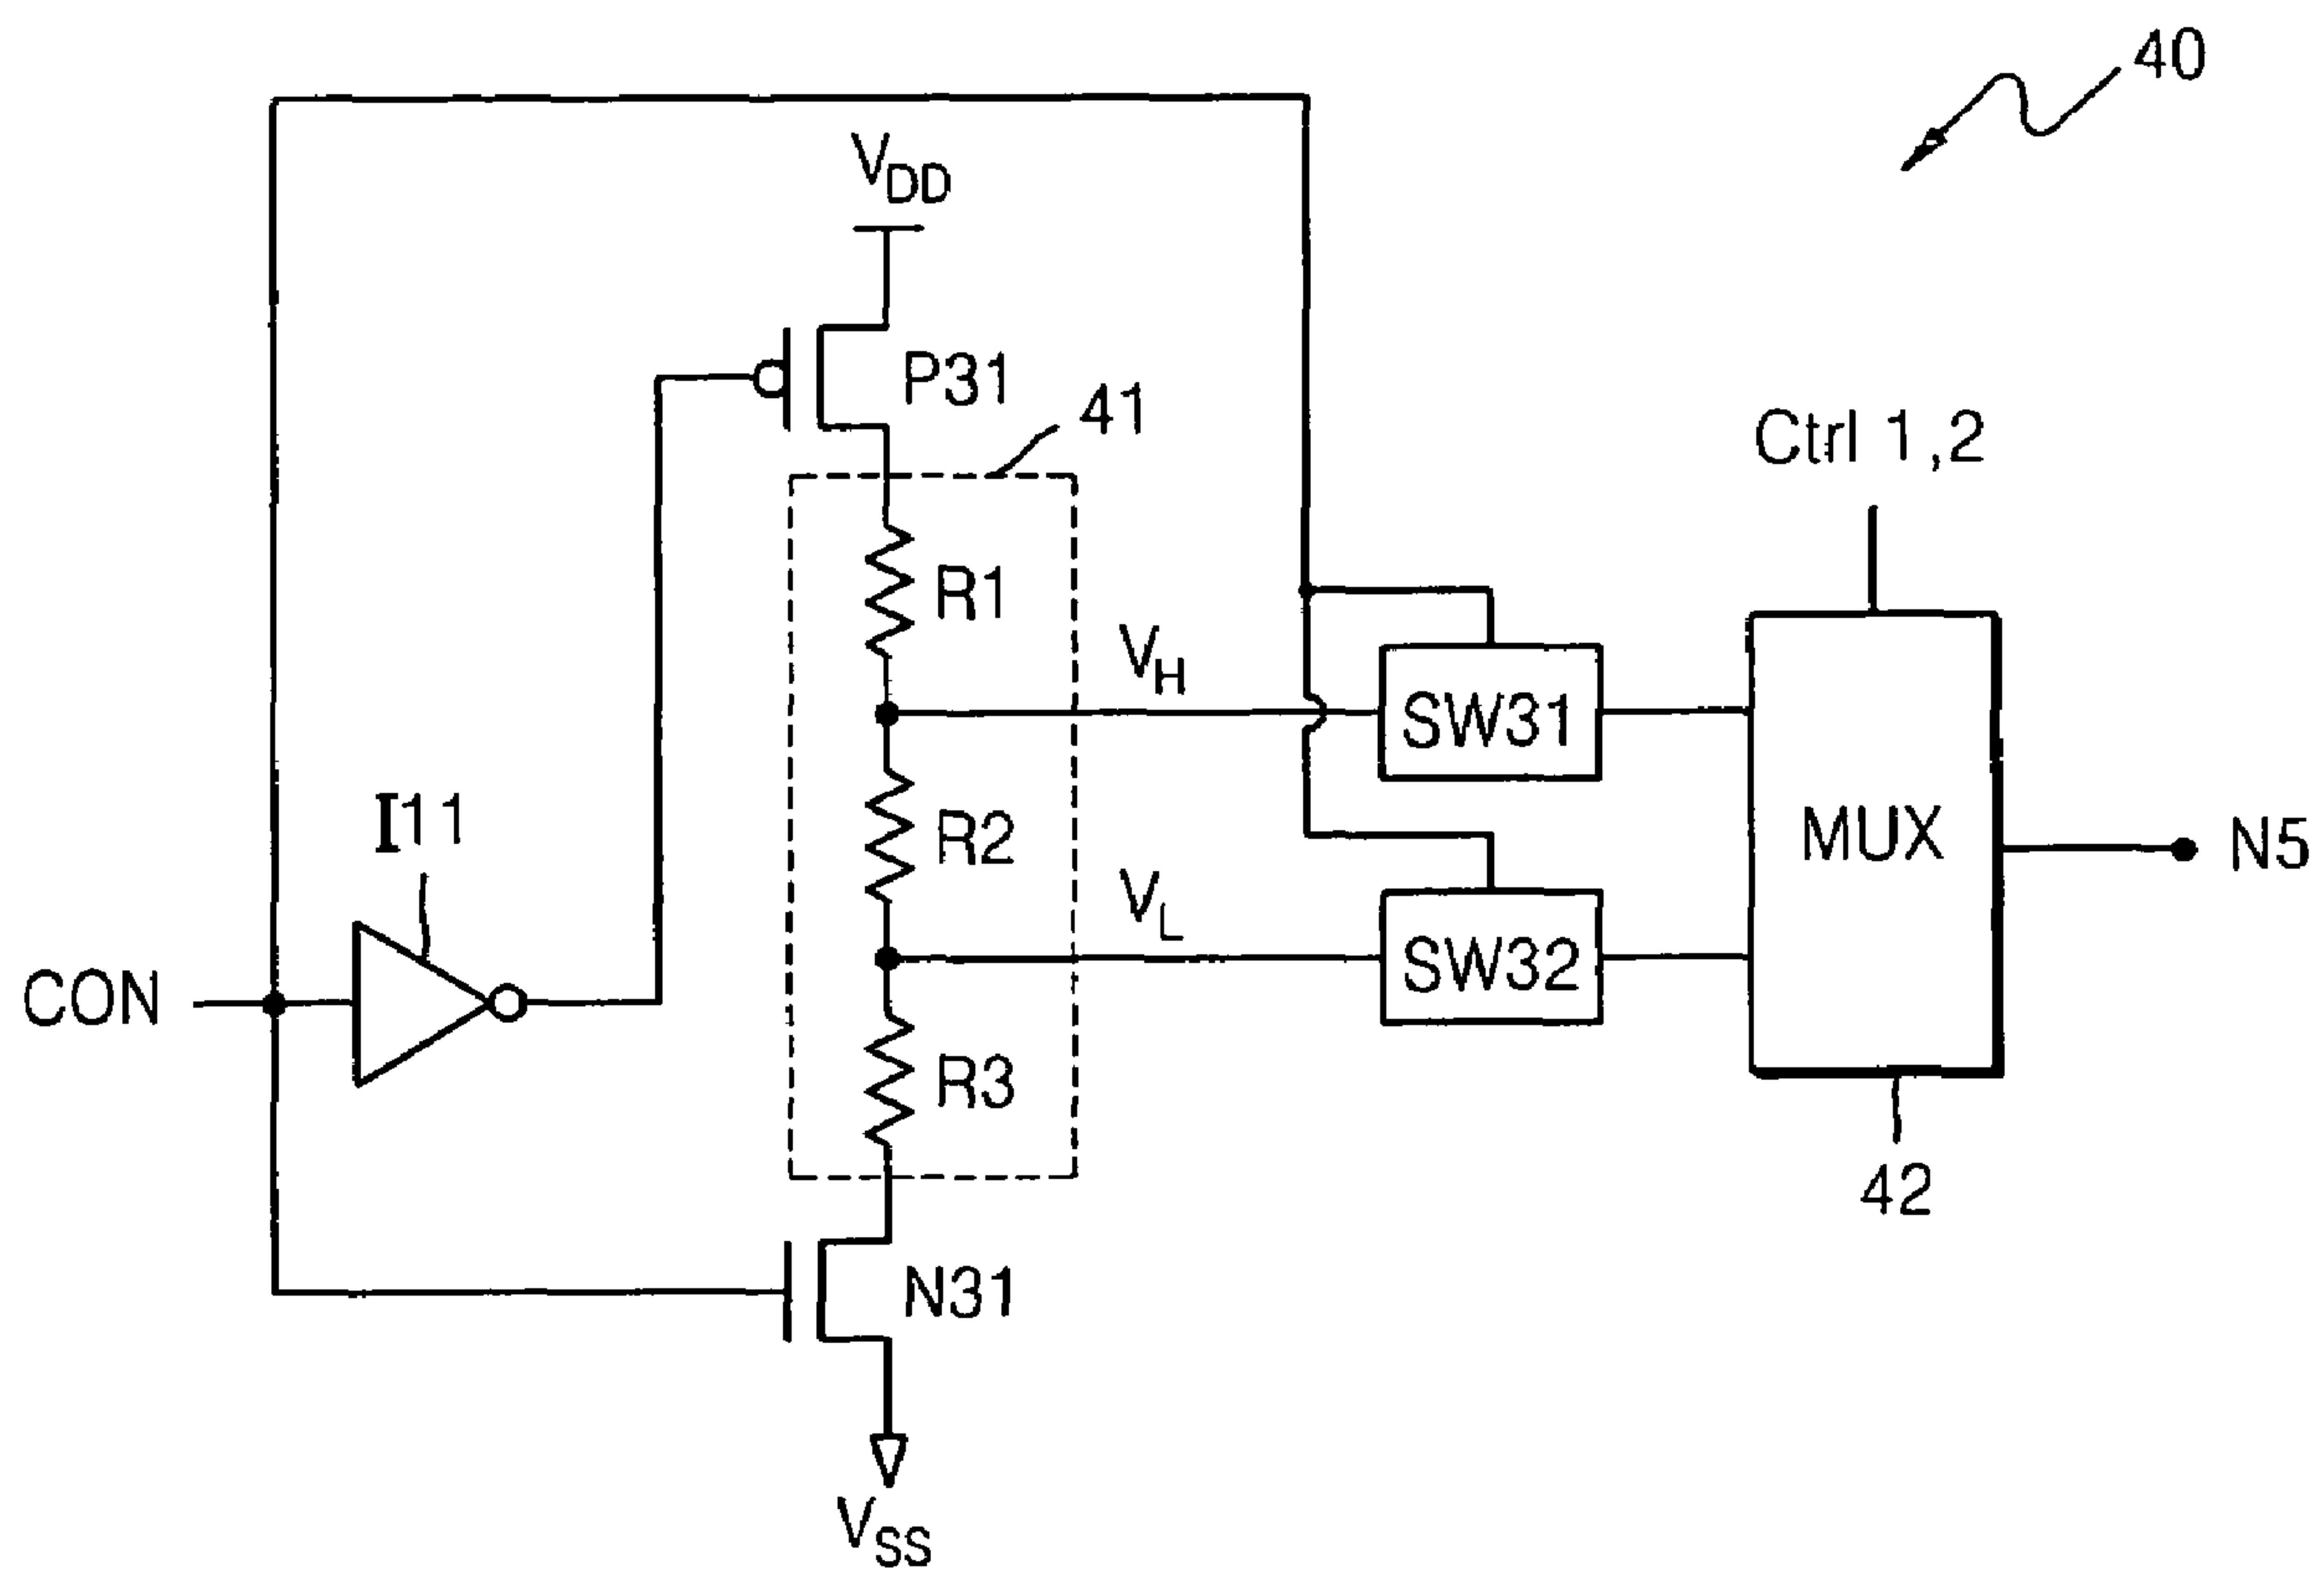 40
VDD
P31
41
Ctrl 1,2
R1
VH
SW31
I11
R2
MUX
N5
VL
SW32
CON
R3
42
N31
VSS